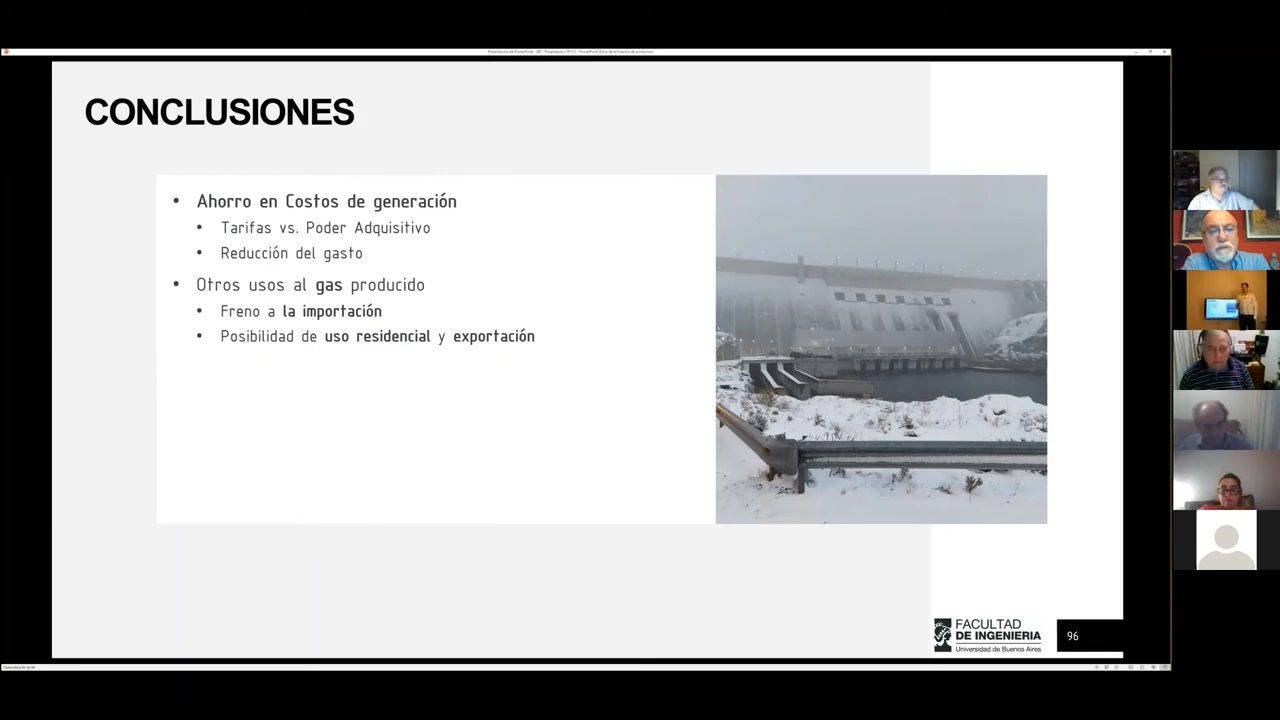 CONCLUSIONES
• Ahorro en Costos de generación
• Tarifas vs. Poder Adquisitivo
• Reducción del gasto
• Otros usos al gas producido
• Freno a la importación
• Posibilidad de uso residencial y exportación
FACULTAD
DE INGENIERIA
Universidad de Buenos Aires
96